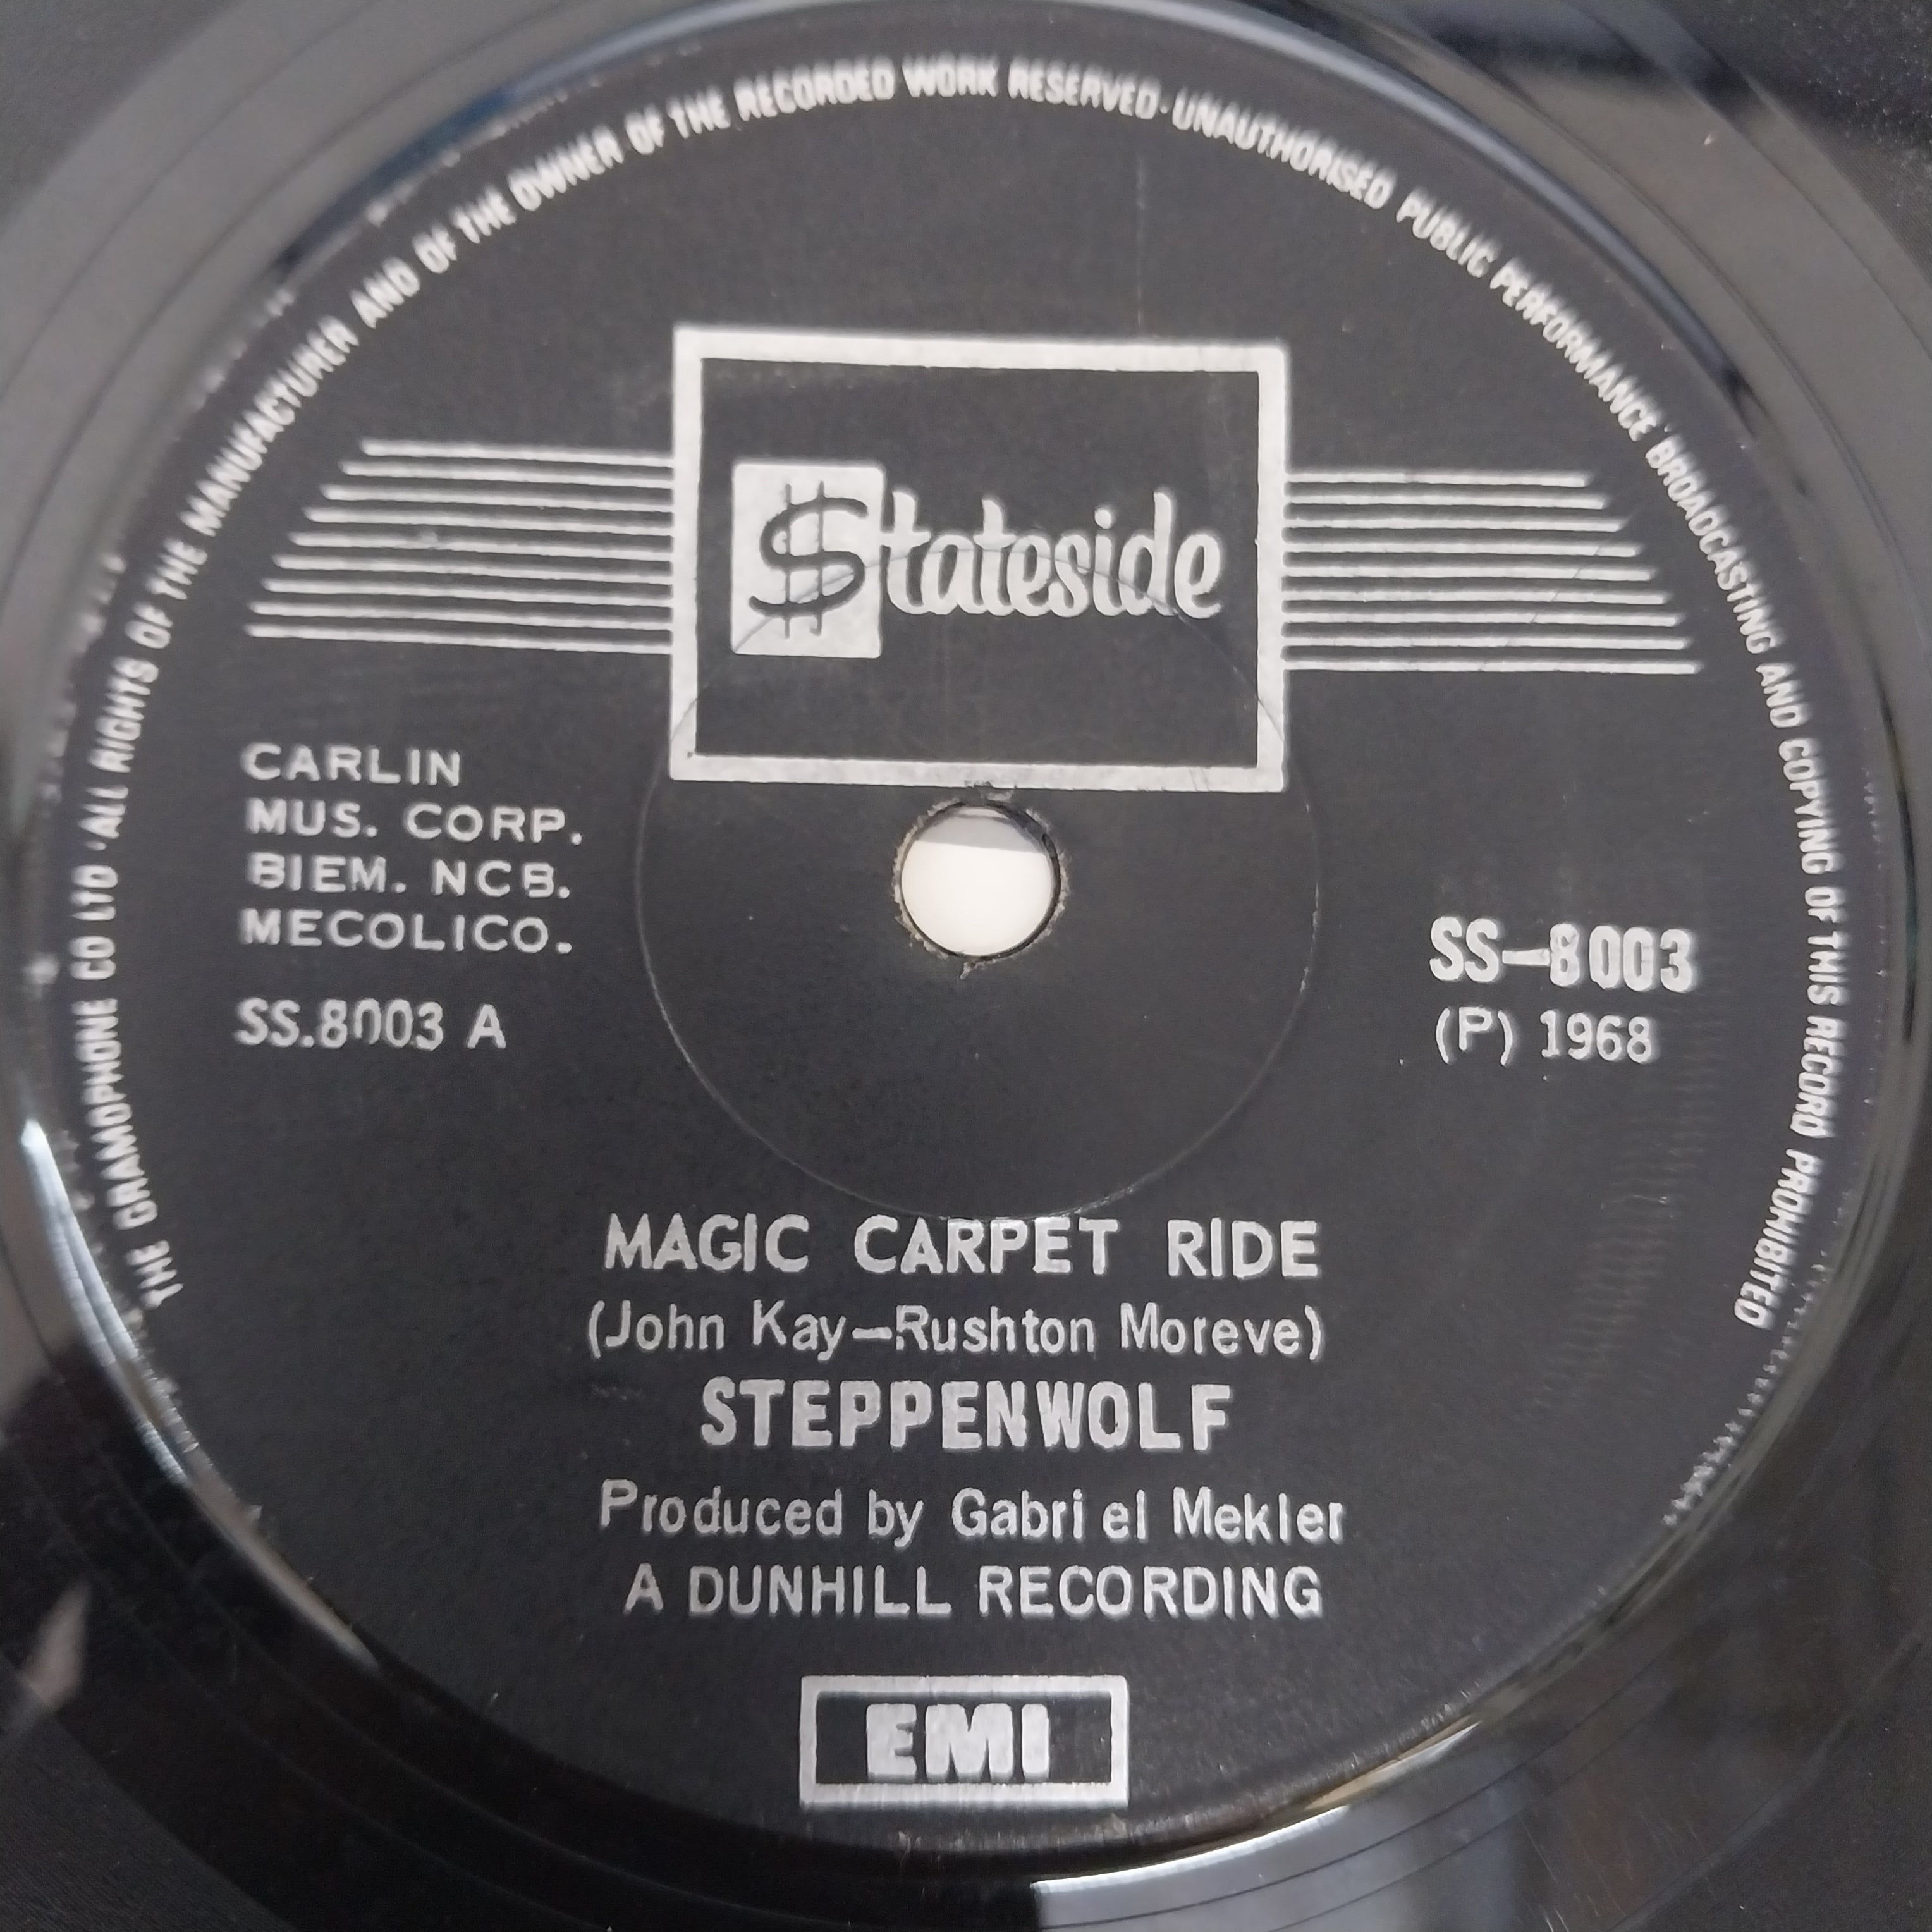 THE GRAMOPHONE CO LTD · ALL RIGHTS OF THE MANUFACTURER AND OF THE OWNER OF THE RECORDED WORK RESERVED · UNAUTHORISED PUBLIC PERFORMANCE BROADCASTING AND COPYING OF THIS RECORD PROHIBITED
$tateside
CARLIN
MUS. CORP.
BIEM. NCB.
MECOLICO.
SS.8003 A
SS-8003
(P) 1968
MAGIC CARPET RIDE
(John Kay-Rushton Moreve)
STEPPENWOLF
Produced by Gabri el Mekler
A DUNHILL RECORDING
EMI